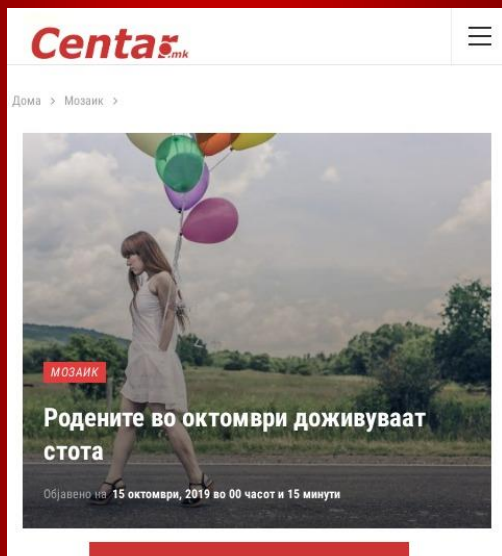 Centar.mk
Дома > Мозаик >
МОЗАИК
Родените во октомври доживуваат
стота
Објавено на 15 октомври, 2019 во 00 часот и 15 минути